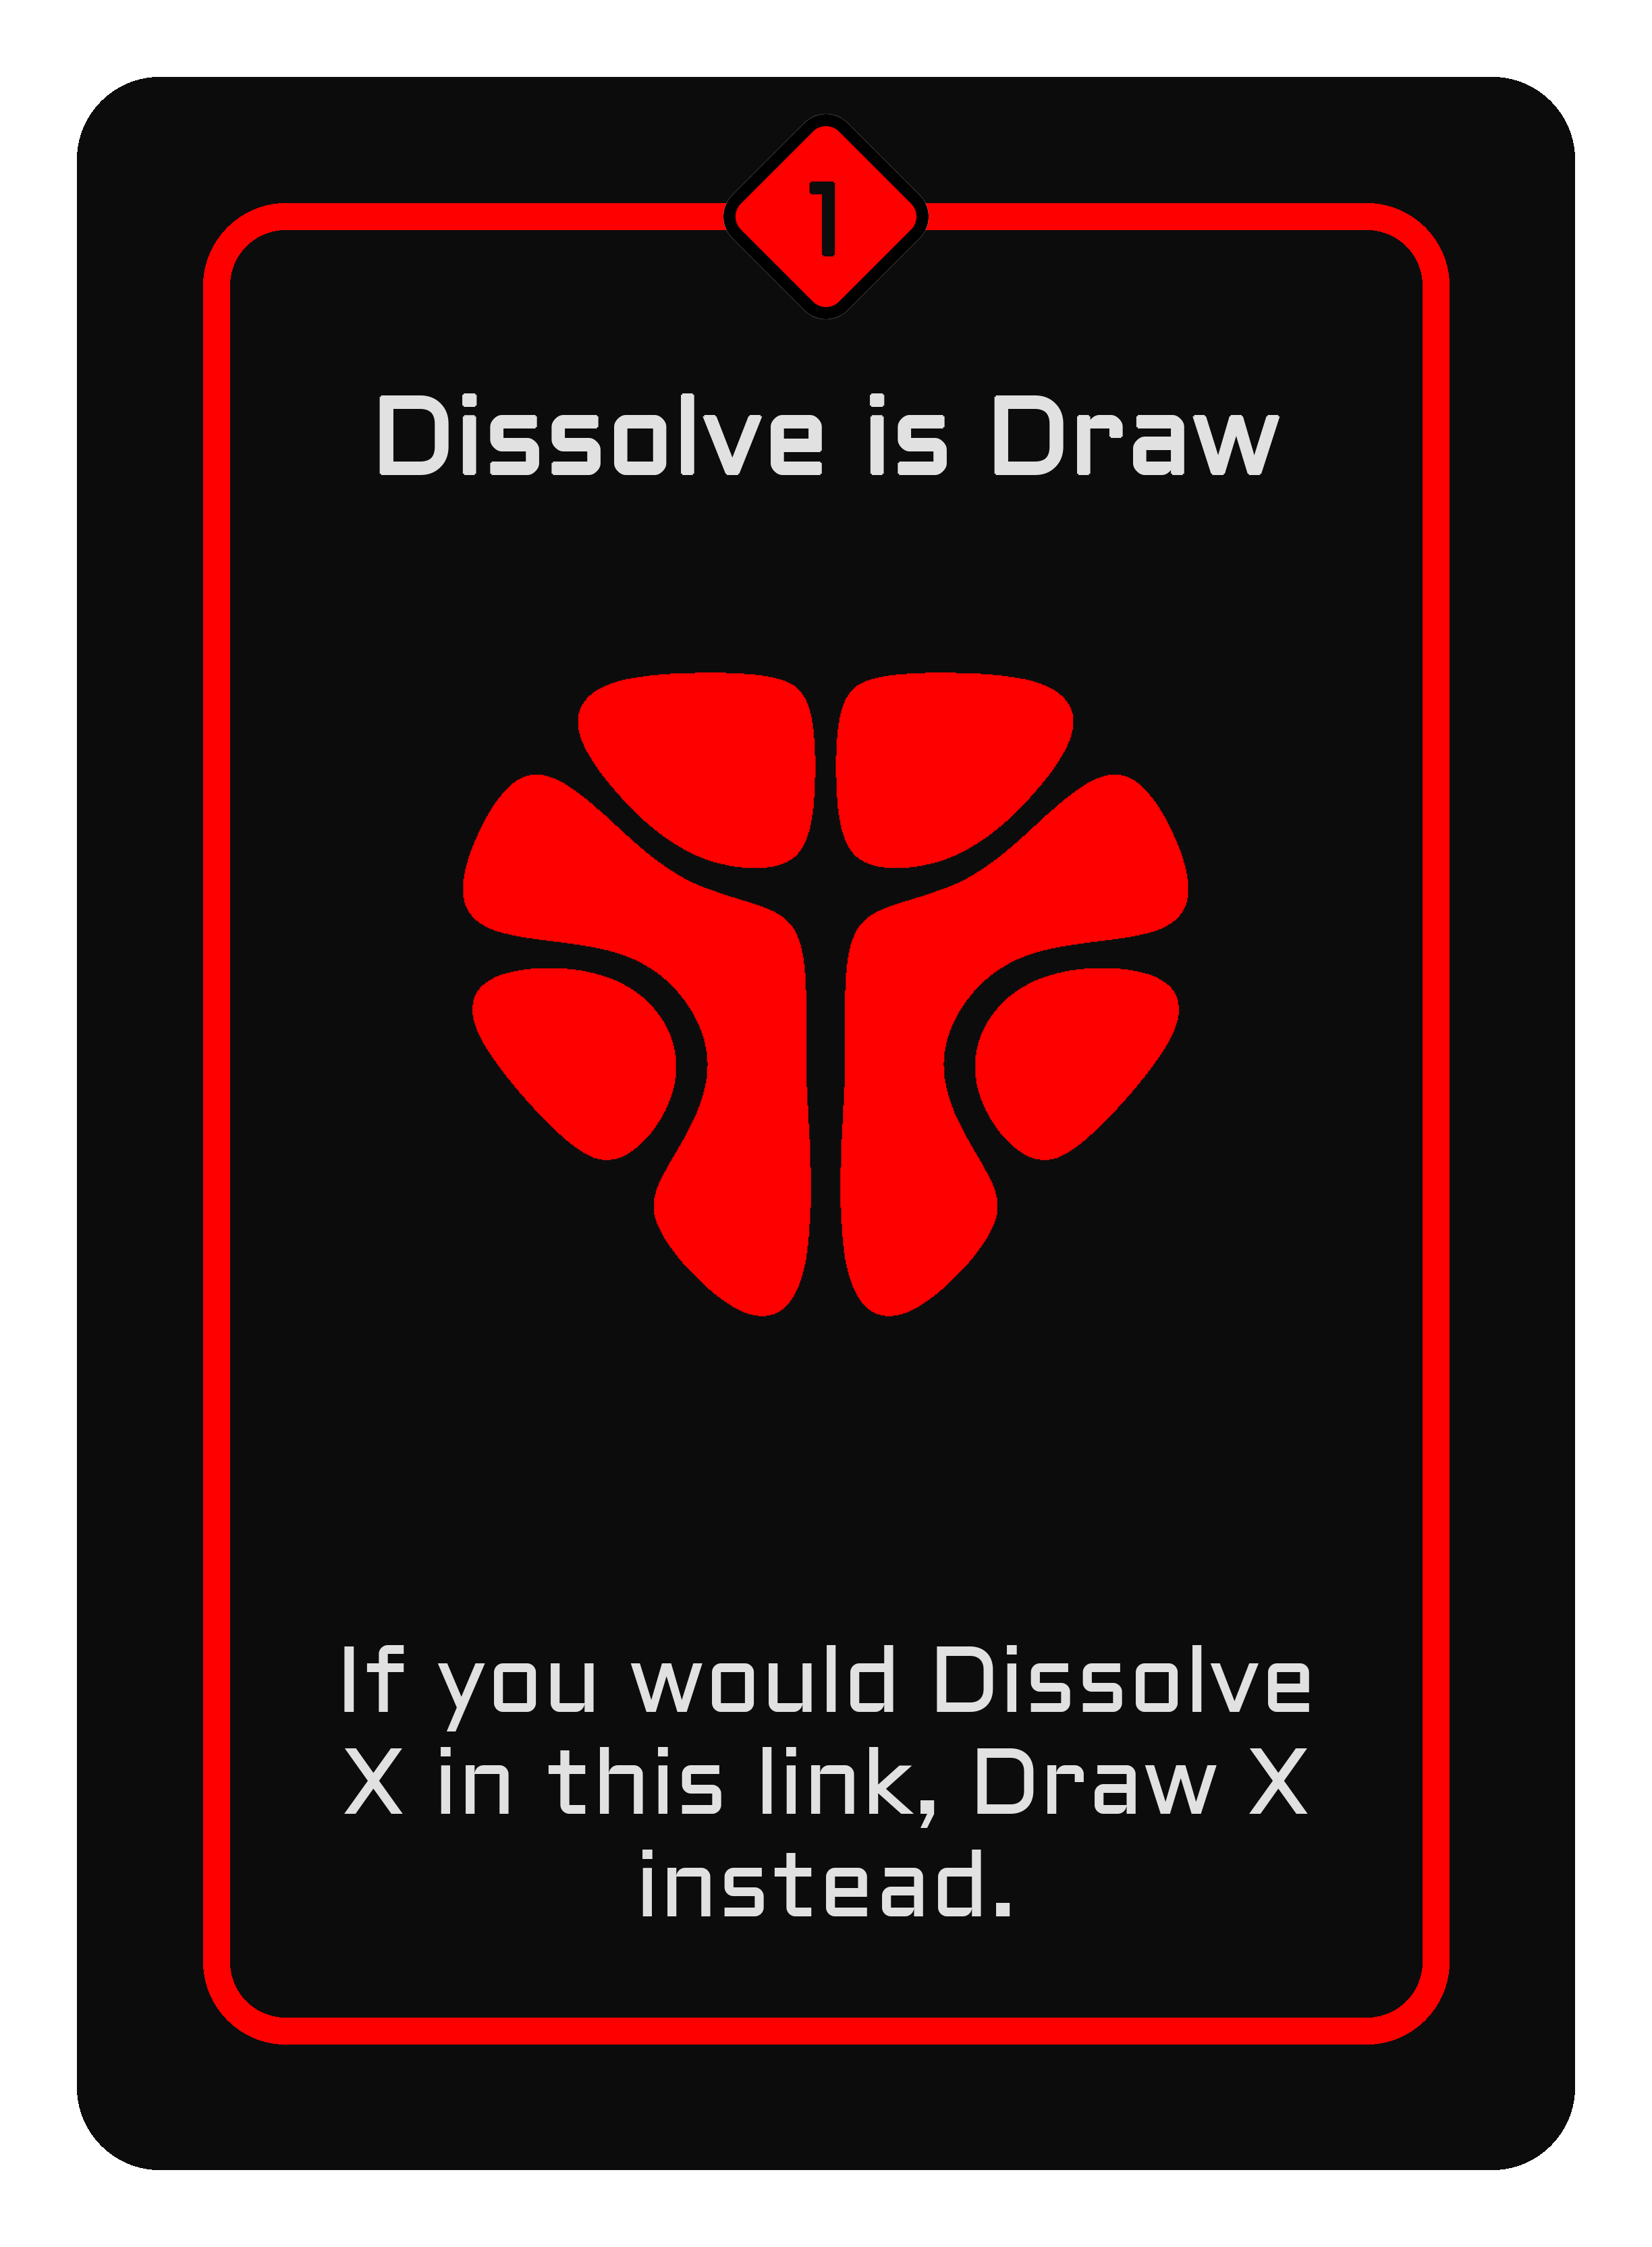 1
Dissolve is Draw
If you would Dissolve
X in this link, Draw X
instead.